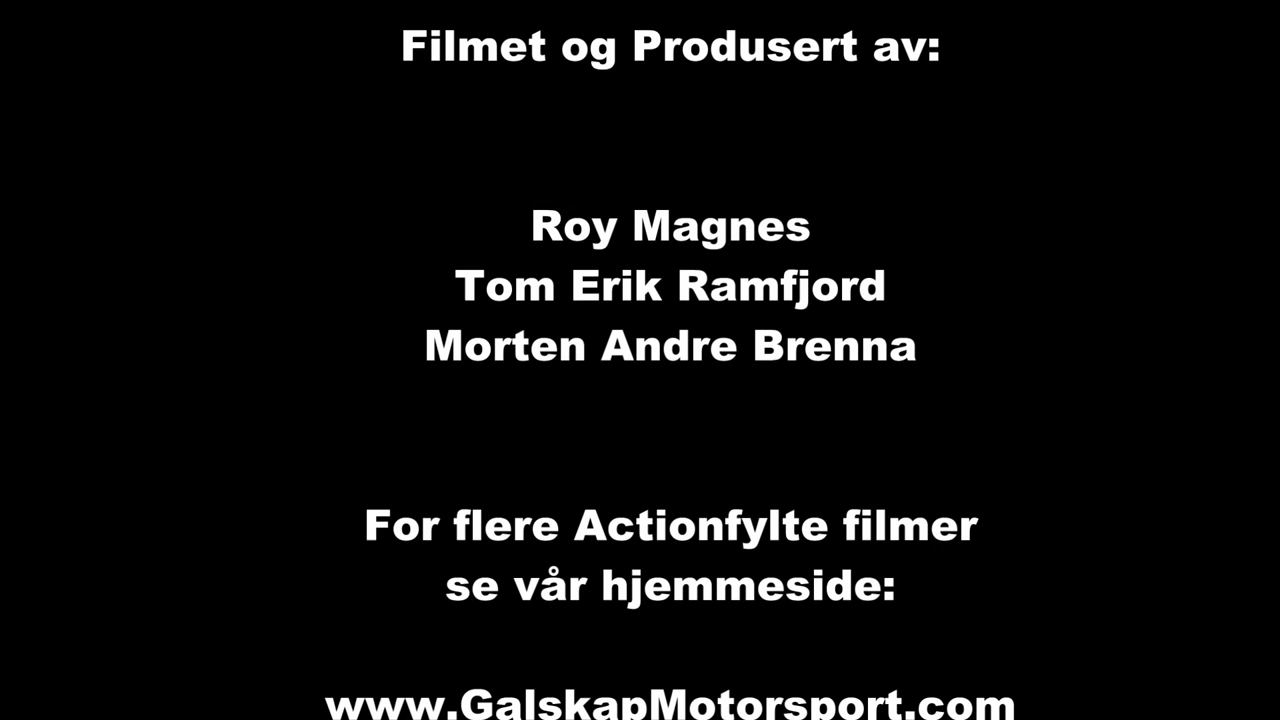 Filmet og Produsert av:
Roy Magnes
Tom Erik Ramfjord
Morten Andre Brenna
For flere Actionfylte filmer
se vår hjemmeside:
www.GalskapMotorsport.com